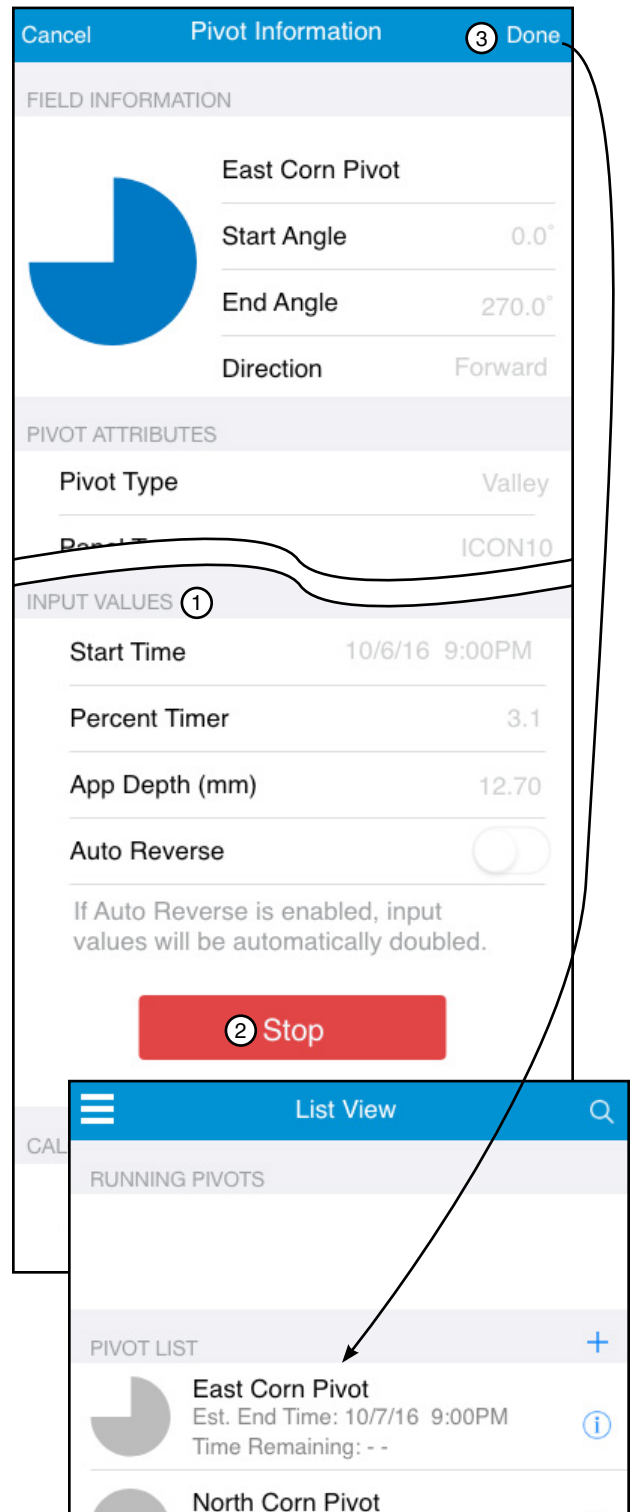 Cancel Pivot Information 3 Done
FIELD INFORMATION
East Corn Pivot
Start Angle 0.0°
End Angle 270.0°
Direction Forward
PIVOT ATTRIBUTES
Pivot Type Valley
ICON10
INPUT VALUES 1
Start Time 10/6/16 9:00PM
Percent Timer 3.1
App Depth (mm) 12.70
Auto Reverse
If Auto Reverse is enabled, input
values will be automatically doubled.
2 Stop
List View
CAL
RUNNING PIVOTS
PIVOT LIST +
East Corn Pivot
Est. End Time: 10/7/16 9:00PM
Time Remaining: - -
North Corn Pivot